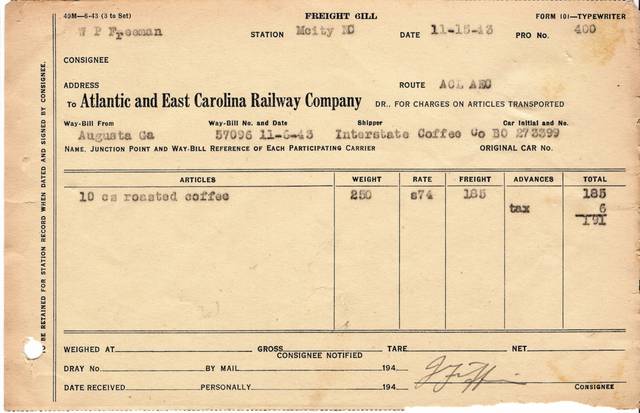 40M—6-43 (3 to Set) FREIGHT BILL FORM 101—TYPEWRITER
W P Freeman STATION Mcity NC DATE 11-15-43 PRO No. 400
CONSIGNEE
ADDRESS ROUTE ACL AEC
To Atlantic and East Carolina Railway Company DR., FOR CHARGES ON ARTICLES TRANSPORTED
Way-Bill From Way-Bill No. and Date Shipper Car Initial and No.
Augusta Ga 57096 11-6-43 Interstate Coffee Co BO 273399
NAME, JUNCTION POINT AND WAY-BILL REFERENCE OF EACH PARTICIPATING CARRIER ORIGINAL CAR No.
ARTICLES WEIGHT RATE FREIGHT ADVANCES TOTAL
10 cs roasted coffee 250 s74 185 185
tax 6
191
WEIGHED AT GROSS TARE NET
CONSIGNEE NOTIFIED
DRAY NO. BY MAIL 194
DATE RECEIVED PERSONALLY 194 CONSIGNEE
BE RETAINED FOR STATION RECORD WHEN DATED AND SIGNED BY CONSIGNEE.